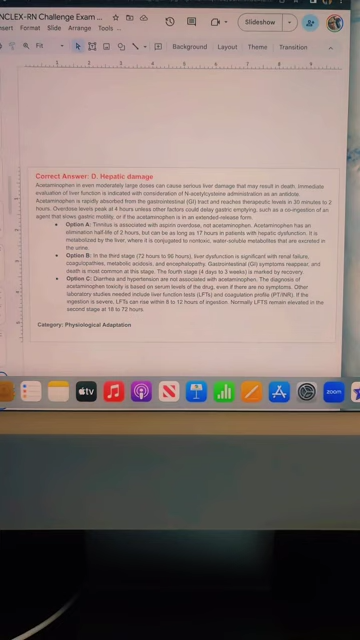 NCLEX-RN Challenge Exam ...
Slideshow
Format Slide Arrange Tools ...
Fit
Background Layout Theme Transition
Correct Answer: D. Hepatic damage
Acetaminophen in even moderately large doses can cause serious liver damage that may result in death. Immediate
evaluation of liver function is indicated with consideration of N-acetylcysteine administration as an antidote.
Acetaminophen is rapidly absorbed from the gastrointestinal (GI) tract and reaches therapeutic levels in 30 minutes to 2
hours. Overdose levels peak at 4 hours unless other factors could delay gastric emptying, such as a co-ingestion of an
agent that slows gastric motility, or if the acetaminophen is in an extended-release form.
• Option A: Tinnitus is associated with aspirin overdose, not acetaminophen. Acetaminophen has an
elimination half-life of 2 hours, but can be as long as 17 hours in patients with hepatic dysfunction. It is
metabolized by the liver, where it is conjugated to nontoxic, water-soluble metabolites that are excreted in
the urine.
• Option B: In the third stage (72 hours to 96 hours), liver dysfunction is significant with renal failure,
coagulopathies, metabolic acidosis, and encephalopathy. Gastrointestinal (GI) symptoms reappear, and
death is most common at this stage. The fourth stage (4 days to 3 weeks) is marked by recovery.
• Option C: Diarrhea and hypertension are not associated with acetaminophen. The diagnosis of
acetaminophen toxicity is based on serum levels of the drug, even if there are no symptoms. Other
laboratory studies needed include liver function tests (LFTs) and coagulation profile (PT/INR). If the
ingestion is severe, LFTs can rise within 8 to 12 hours of ingestion. Normally LFTS remain elevated in the
second stage at 18 to 72 hours.
Category: Physiological Adaptation
tv
zoom